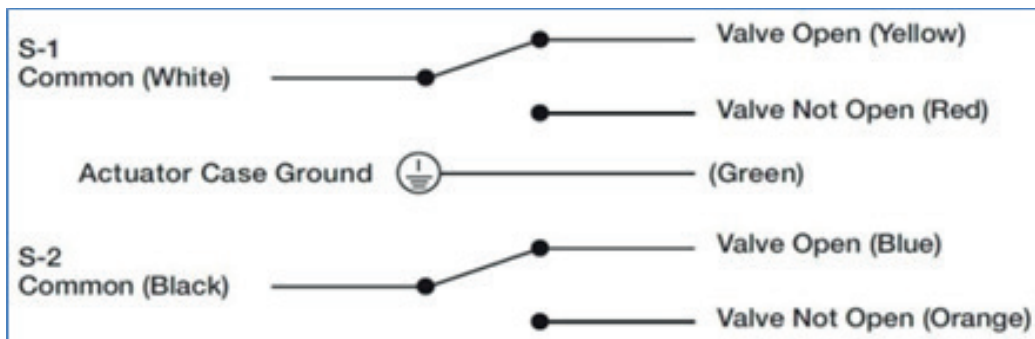 S-1
Common (White)
Valve Open (Yellow)
Valve Not Open (Red)
Actuator Case Ground
(Green)
S-2
Common (Black)
Valve Open (Blue)
Valve Not Open (Orange)